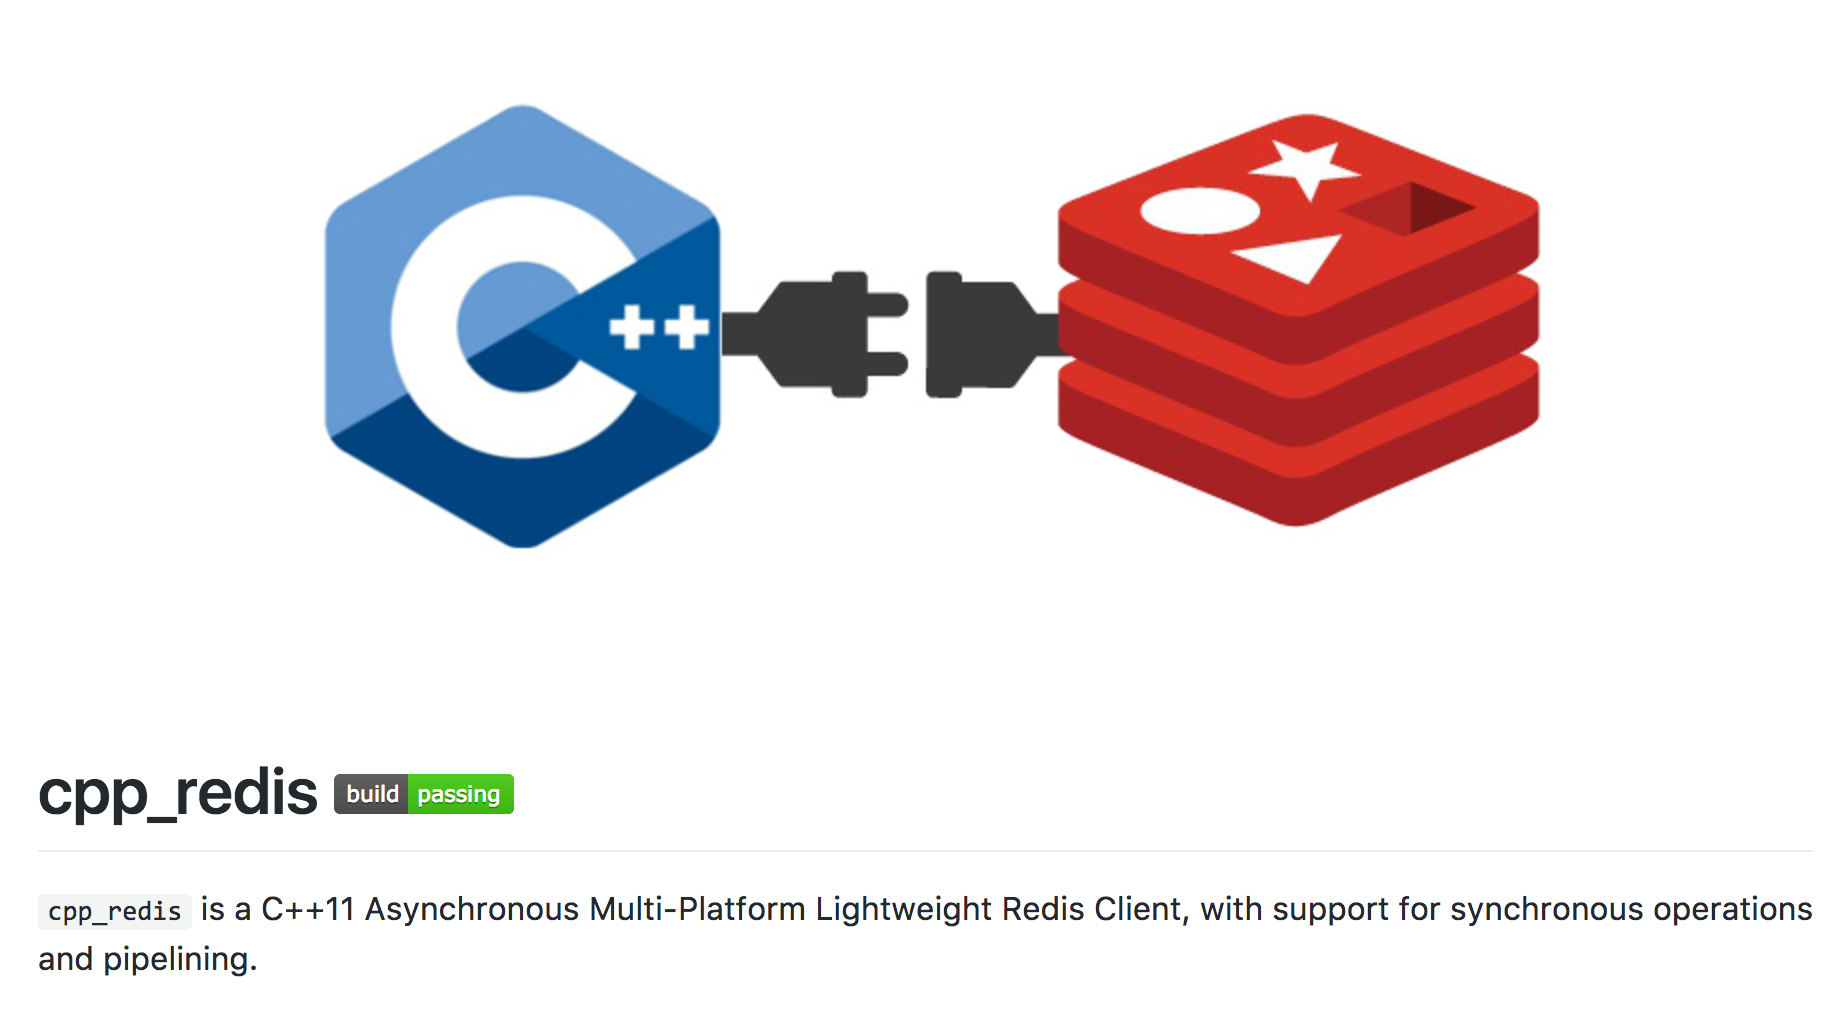 C ++
cpp_redis build passing
cpp_redis is a C++11 Asynchronous Multi-Platform Lightweight Redis Client, with support for synchronous operations
and pipelining.